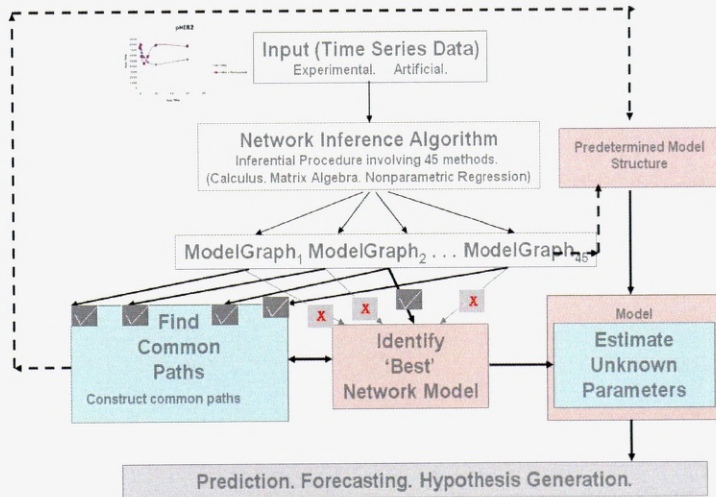 pHER2
Input (Time Series Data)
Experimental. Artificial.
Network Inference Algorithm
Inferential Procedure involving 45 methods.
(Calculus. Matrix Algebra. Nonparametric Regression)
Predetermined Model
Structure
ModelGraph1 ModelGraph2 . . . ModelGraph45
X X X
Find
Common
Paths
Construct common paths
Identify
‘Best’
Network Model
Model
Estimate
Unknown
Parameters
Prediction. Forecasting. Hypothesis Generation.